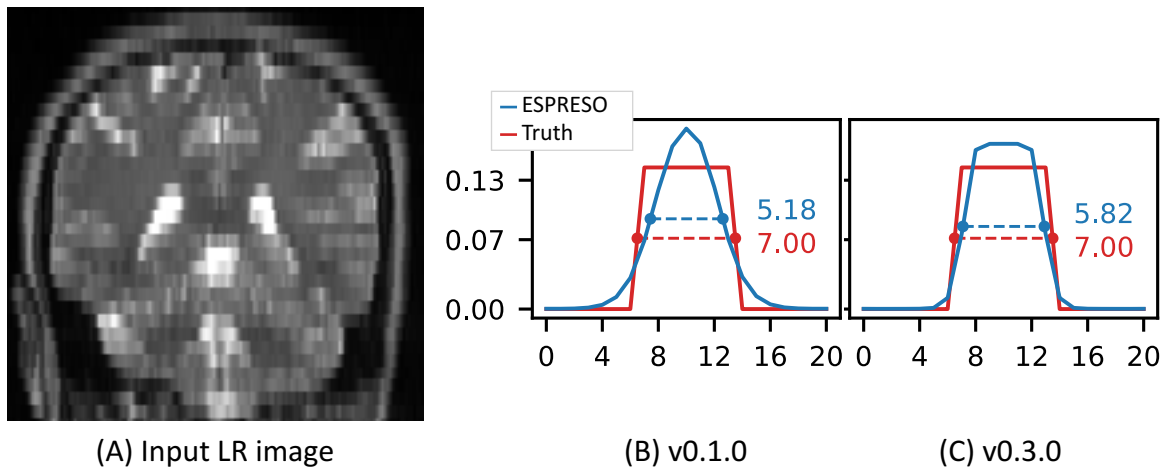 ESPRESO
Truth
0.13
0.07
0.00
5.18
7.00
0 4 8 12 16 20
5.82
7.00
0 4 8 12 16 20
(A) Input LR image
(B) v0.1.0
(C) v0.3.0